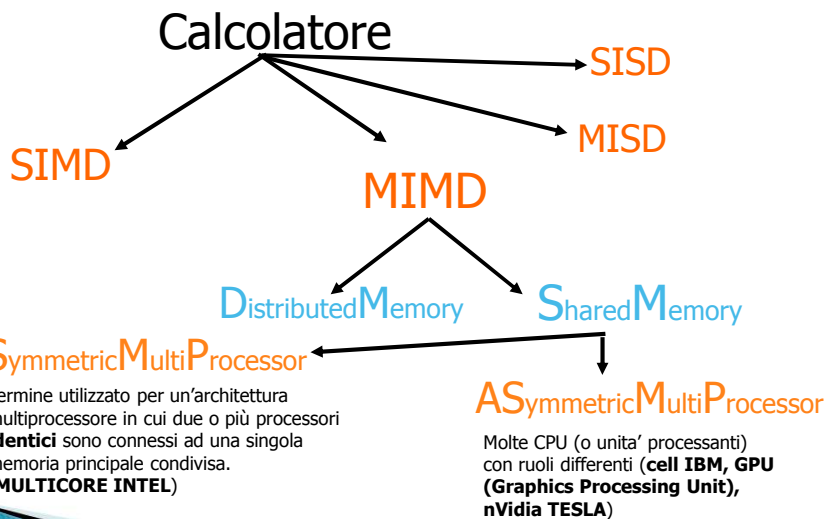 Calcolatore
SISD
MISD
SIMD
MIMD
DistributedMemory
SharedMemory
SymmetricMultiProcessor
ermine utilizzato per un'architettura
multiprocessore in cui due o più processori
dentici sono connessi ad una singola
memoria principale condivisa.
MULTICORE INTEL)
ASymmetricMultiProcessor
Molte CPU (o unita' processanti)
con ruoli differenti (cell IBM, GPU
(Graphics Processing Unit),
nVidia TESLA)